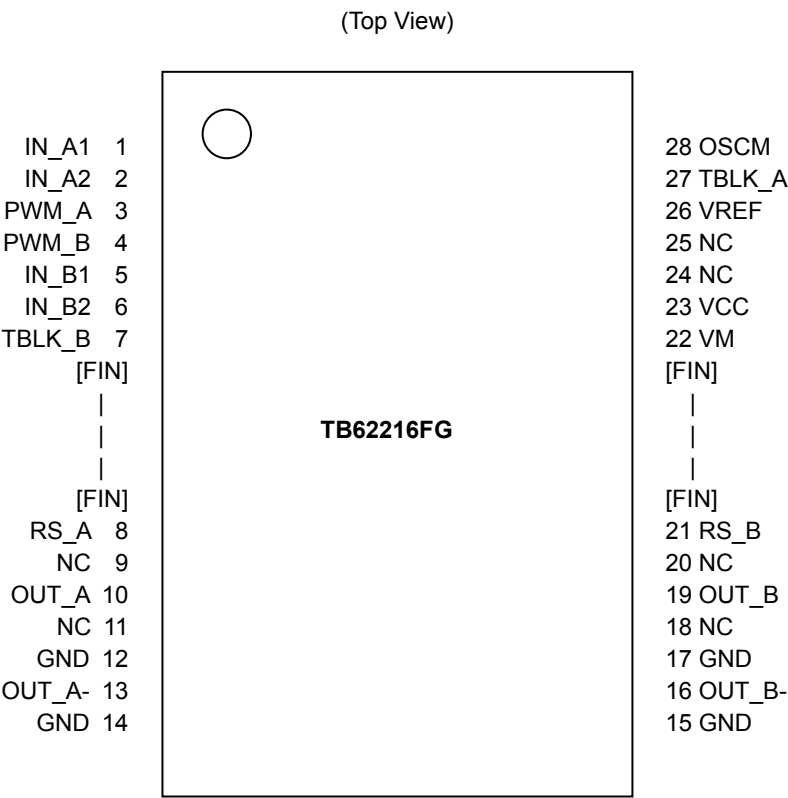 (Top View)
IN_A1 1
IN_A2 2
PWM_A 3
PWM_B 4
IN_B1 5
IN_B2 6
TBLK_B 7
[FIN]
|
|
|
[FIN]
RS_A 8
NC 9
OUT_A 10
NC 11
GND 12
OUT_A- 13
GND 14
TB62216FG
28 OSCM
27 TBLK_A
26 VREF
25 NC
24 NC
23 VCC
22 VM
[FIN]
|
|
|
[FIN]
21 RS_B
20 NC
19 OUT_B
18 NC
17 GND
16 OUT_B-
15 GND